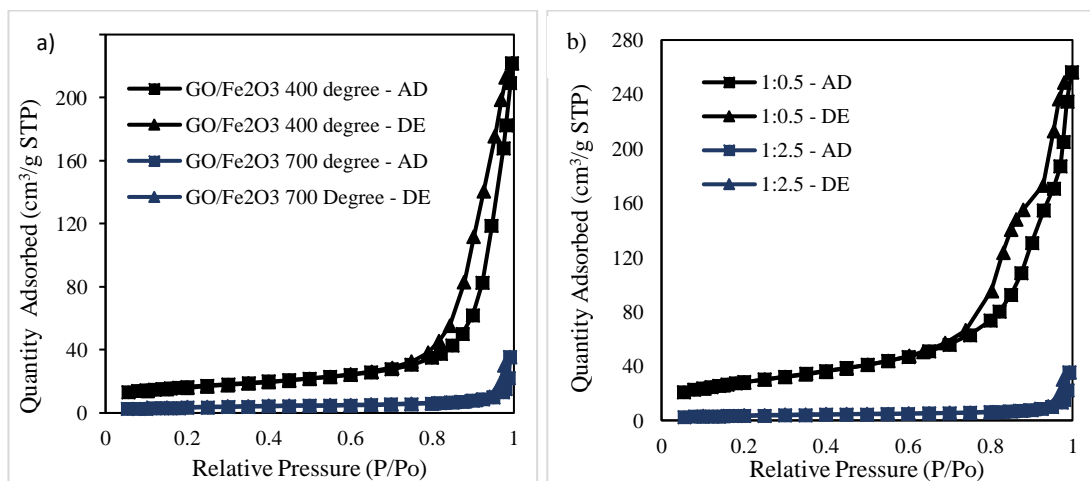 a)
GO/Fe2O3 400 degree - AD
GO/Fe2O3 400 degree - DE
GO/Fe2O3 700 degree - AD
GO/Fe2O3 700 Degree - DE
Quantity Adsorbed (cm³/g STP)
200
160
120
80
40
0
0
0.2
0.4
0.6
0.8
1
Relative Pressure (P/Po)
b)
1:0.5 - AD
1:0.5 - DE
1:2.5 - AD
1:2.5 - DE
Quantity Adsorbed (cm³/g STP)
280
240
200
160
120
80
40
0
0
0.2
0.4
0.6
0.8
1
Relative Pressure (P/Po)